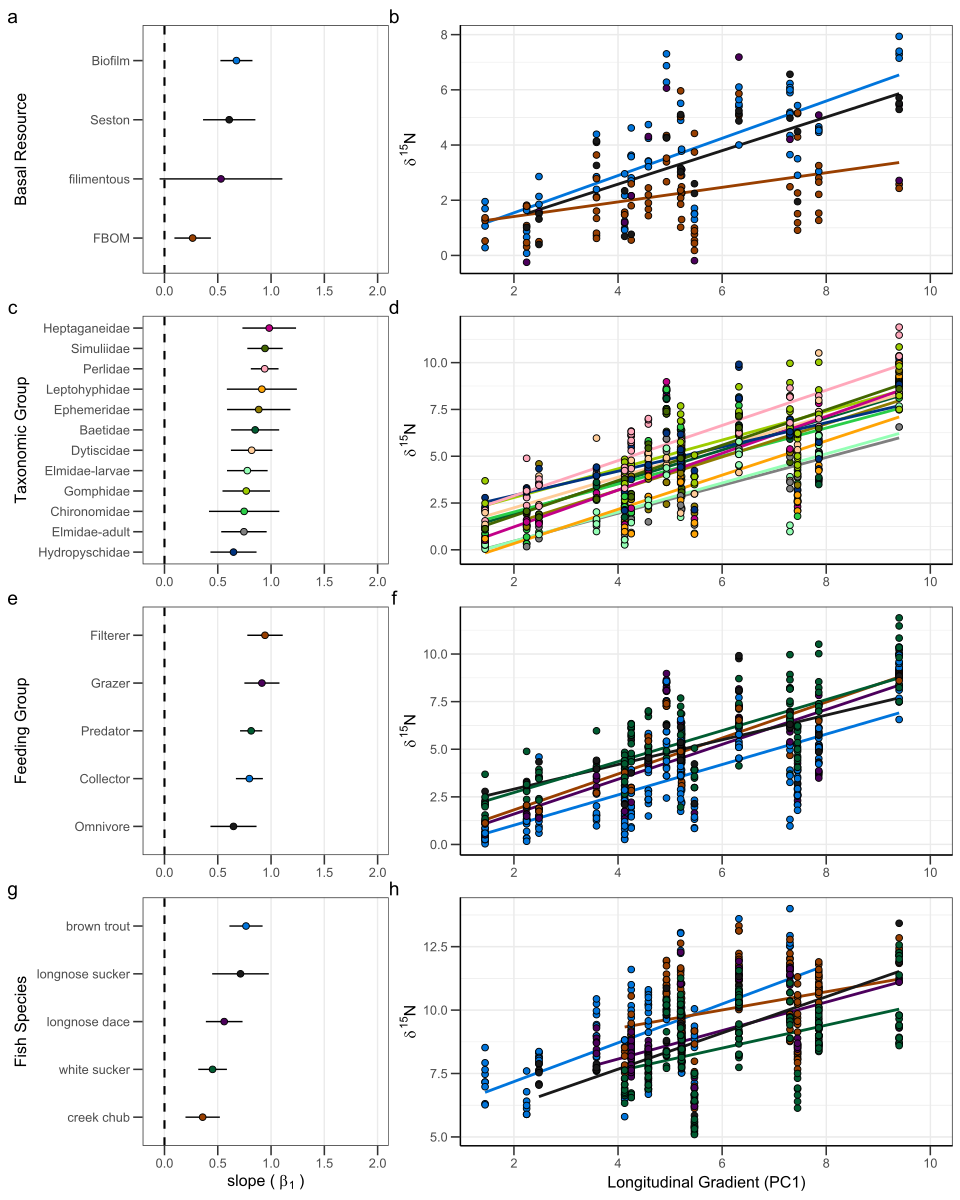 a
Basal Resource
Biofilm
Seston
filimentous
FBOM
0.0 0.5 1.0 1.5 2.0
b
δ 15N
8
6
4
2
0
2 4 6 8 10
c
Taxonomic Group
Heptaganeidae
Simuliidae
Perlidae
Leptohyphidae
Ephemeridae
Baetidae
Dytiscidae
Elmidae-larvae
Gomphidae
Chironomidae
Elmidae-adult
Hydropyschidae
0.0 0.5 1.0 1.5 2.0
d
δ 15N
10.0
7.5
5.0
2.5
0.0
2 4 6 8 10
e
Feeding Group
Filterer
Grazer
Predator
Collector
Omnivore
0.0 0.5 1.0 1.5 2.0
f
δ 15N
10.0
7.5
5.0
2.5
0.0
2 4 6 8 10
g
Fish Species
brown trout
longnose sucker
longnose dace
white sucker
creek chub
0.0 0.5 1.0 1.5 2.0
slope ( β1 )
h
δ 15N
12.5
10.0
7.5
5.0
2 4 6 8 10
Longitudinal Gradient (PC1)